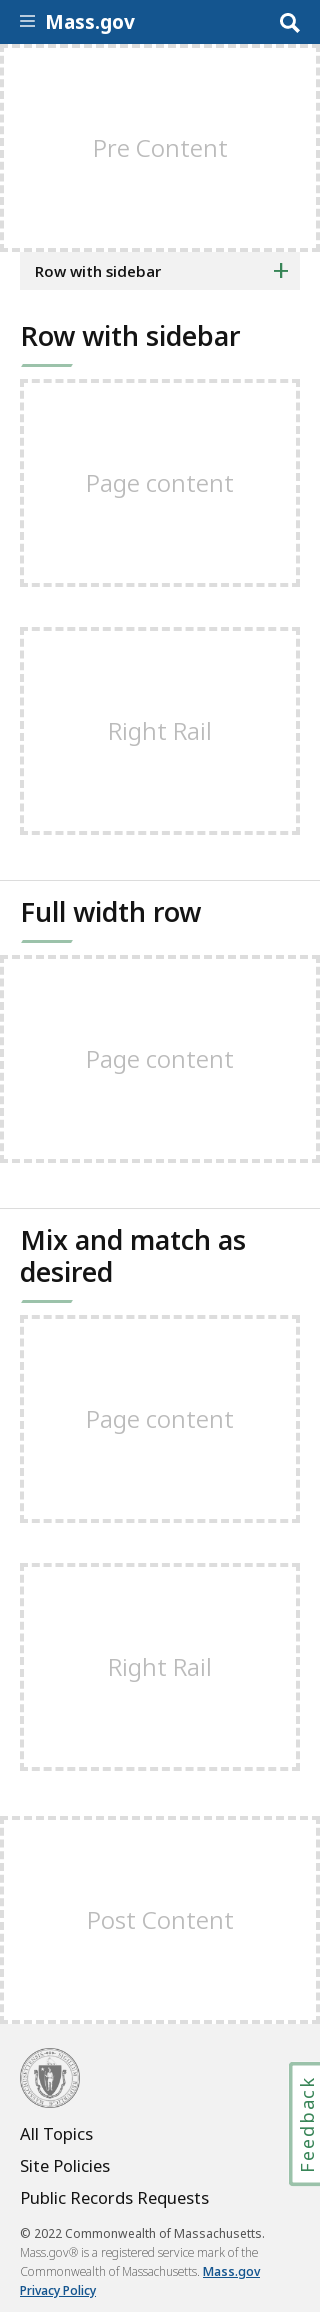 Mass.gov
Pre Content
Row with sidebar
Row with sidebar
Page content
Right Rail
Full width row
Page content
Mix and match as
desired
Page content
Right Rail
Post Content
Feedback
All Topics
Site Policies
Public Records Requests
© 2022 Commonwealth of Massachusetts.
Mass.gov® is a registered service mark of the
Commonwealth of Massachusetts. Mass.gov
Privacy Policy